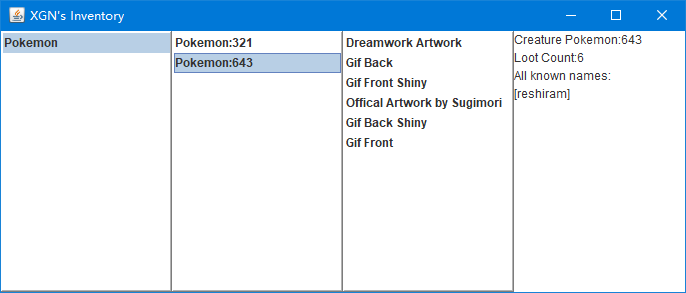 XGN's Inventory
Pokemon
Pokemon:321
Pokemon:643
Dreamwork Artwork
Gif Back
Gif Front Shiny
Offical Artwork by Sugimori
Gif Back Shiny
Gif Front
Creature Pokemon:643
Loot Count:6
All known names:
[reshiram]